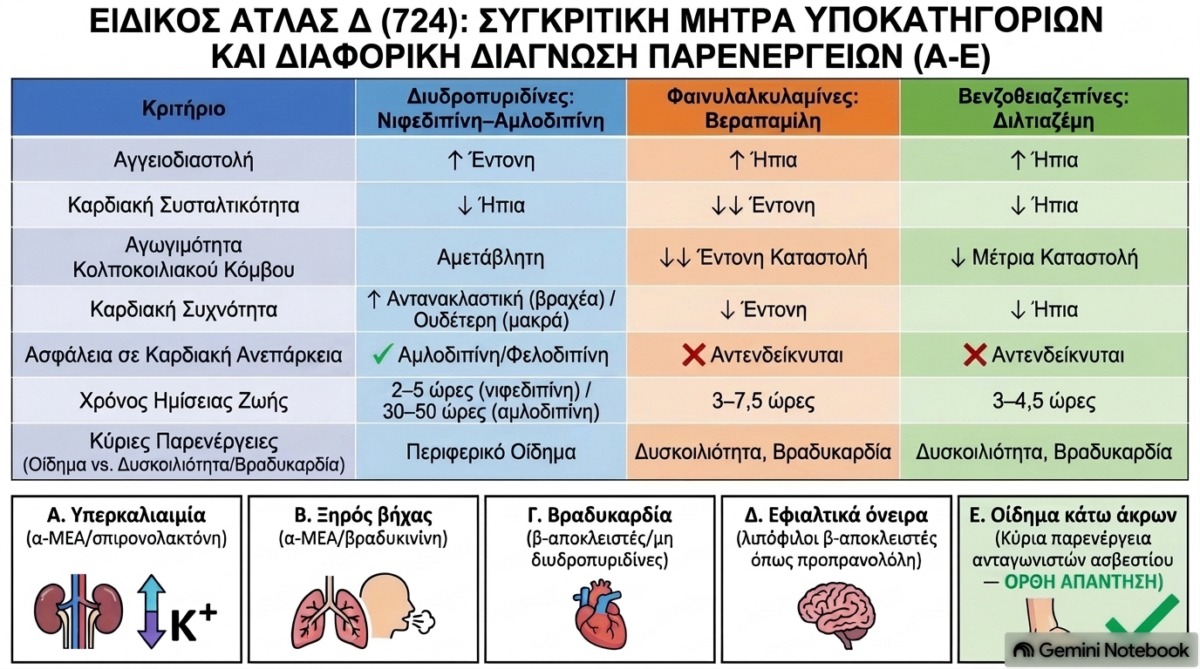 ΕΙΔΙΚΟΣ ΑΤΛΑΣ Δ (724): ΣΥΓΚΡΙΤΙΚΗ ΜΗΤΡΑ ΥΠΟΚΑΤΗΓΟΡΙΩΝ
ΚΑΙ ΔΙΑΦΟΡΙΚΗ ΔΙΑΓΝΩΣΗ ΠΑΡΕΝΕΡΓΕΙΩΝ (Α-Ε)
Κριτήριο
Διυδροπυριδίνες:
Νιφεδιπίνη–Αμλοδιπίνη
Φαινυλαλκυλαμίνες:
Βεραπαμίλη
Βενζοθειαζεπίνες:
Διλτιαζέμη
Αγγειοδιαστολή
↑ Έντονη
↑ Ήπια
↑ Ήπια
Καρδιακή Συσταλτικότητα
↓ Ήπια
↓↓ Έντονη
↓ Ήπια
Αγωγιμότητα
Κολποκοιλιακού Κόμβου
Αμετάβλητη
↓↓ Έντονη Καταστολή
↓ Μέτρια Καταστολή
Καρδιακή Συχνότητα
↑ Αντανακλαστική (βραχέα) /
Ουδέτερη (μακρά)
↓ Έντονη
↓ Ήπια
Ασφάλεια σε Καρδιακή Ανεπάρκεια
✓ Αμλοδιπίνη/Φελοδιπίνη
✗ Αντενδείκνυται
✗ Αντενδείκνυται
Χρόνος Ημίσειας Ζωής
2–5 ώρες (νιφεδιπίνη) /
30–50 ώρες (αμλοδιπίνη)
3–7,5 ώρες
3–4,5 ώρες
Κύριες Παρενέργειες
(Οίδημα vs. Δυσκοιλιότητα/Βραδυκαρδία)
Περιφερικό Οίδημα
Δυσκοιλιότητα, Βραδυκαρδία
Δυσκοιλιότητα, Βραδυκαρδία
Α. Υπερκαλιαιμία
(α-ΜΕΑ/σπιρονολακτόνη)
K⁺
Β. Ξηρός βήχας
(α-ΜΕΑ/βραδυκινίνη)
Γ. Βραδυκαρδία
(β-αποκλειστές/μη
διυδροπυριδίνες)
Δ. Εφιαλτικά όνειρα
(λιπόφιλοι β-αποκλειστές
όπως προπρανολόλη)
Ε. Οίδημα κάτω άκρων
(Κύρια παρενέργεια
ανταγωνιστών ασβεστίου
— ΟΡΘΗ ΑΠΑΝΤΗΣΗ)
Gemini Notebook